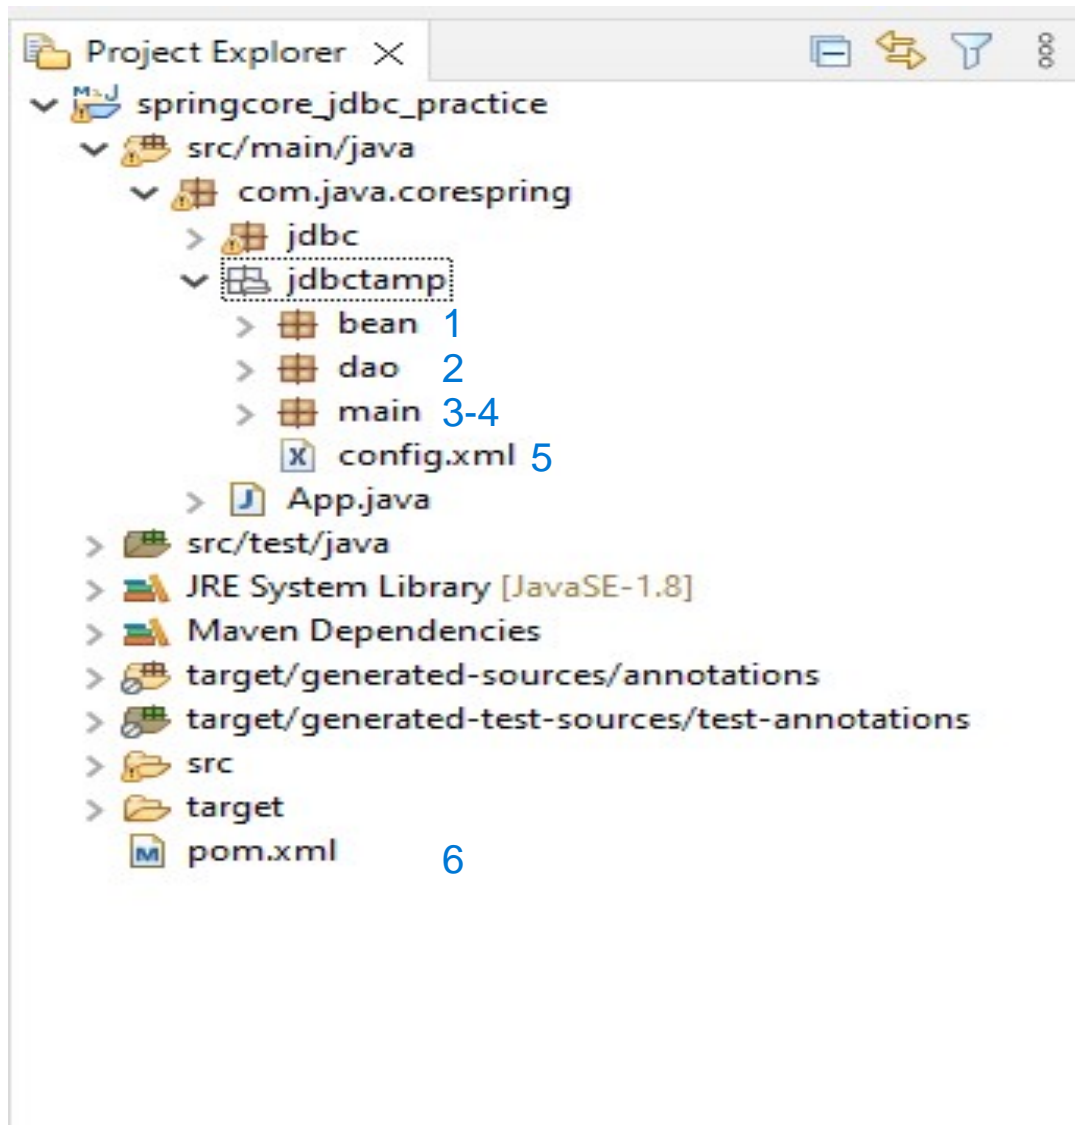 Project Explorer
springcore_jdbc_practice
src/main/java
com.java.corespring
jdbc
jdbctamp
bean 1
dao 2
main 3-4
config.xml 5
App.java
src/test/java
JRE System Library [JavaSE-1.8]
Maven Dependencies
target/generated-sources/annotations
target/generated-test-sources/test-annotations
src
target
pom.xml 6